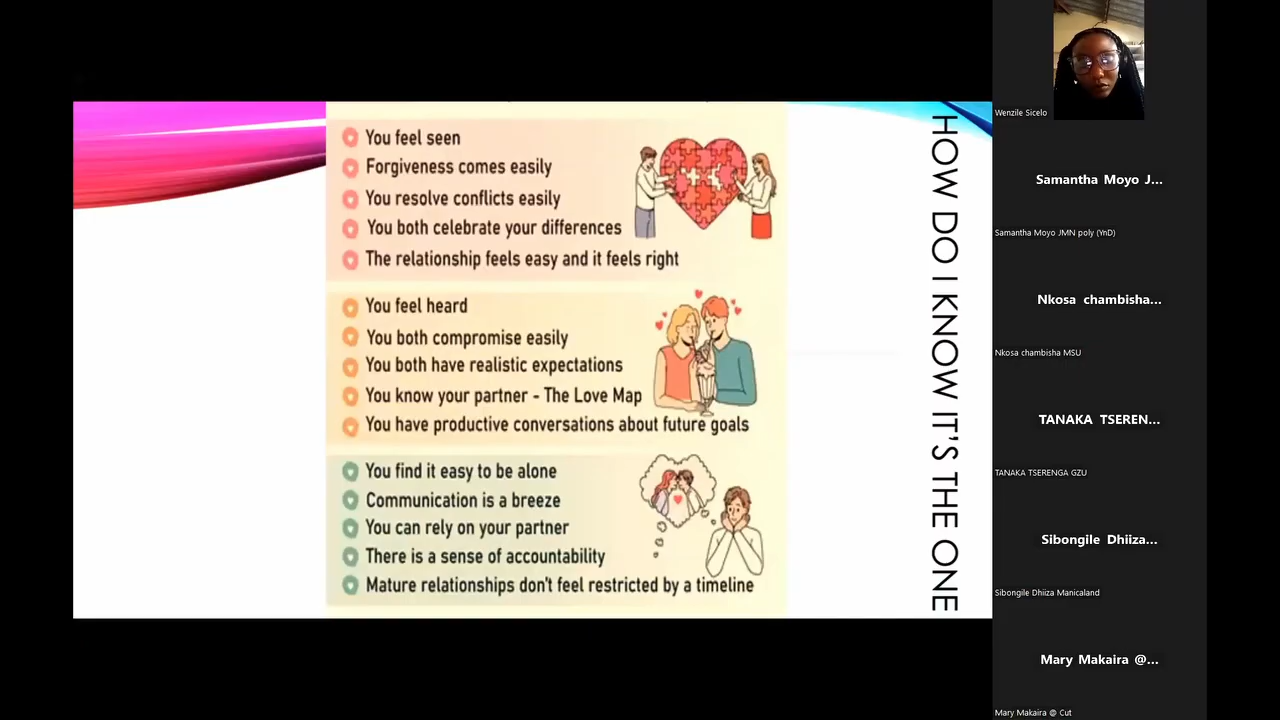 You feel seen
Forgiveness comes easily
You resolve conflicts easily
You both celebrate your differences
The relationship feels easy and it feels right
You feel heard
You both compromise easily
You both have realistic expectations
You know your partner - The Love Map
You have productive conversations about future goals
You find it easy to be alone
Communication is a breeze
You can rely on your partner
There is a sense of accountability
Mature relationships don't feel restricted by a timeline
HOW DO I KNOW IT'S THE ONE
Wenzile Sicelo
Samantha Moyo J...
Samantha Moyo JMN poly (YnD)
Nkosa chambisha...
Nkosa chambisha MSU
TANAKA TSEREN...
TANAKA TSERENGA GZU
Sibongile Dhiiza...
Sibongile Dhiiza Manicaland
Mary Makaira @...
Mary Makaira @ Cut